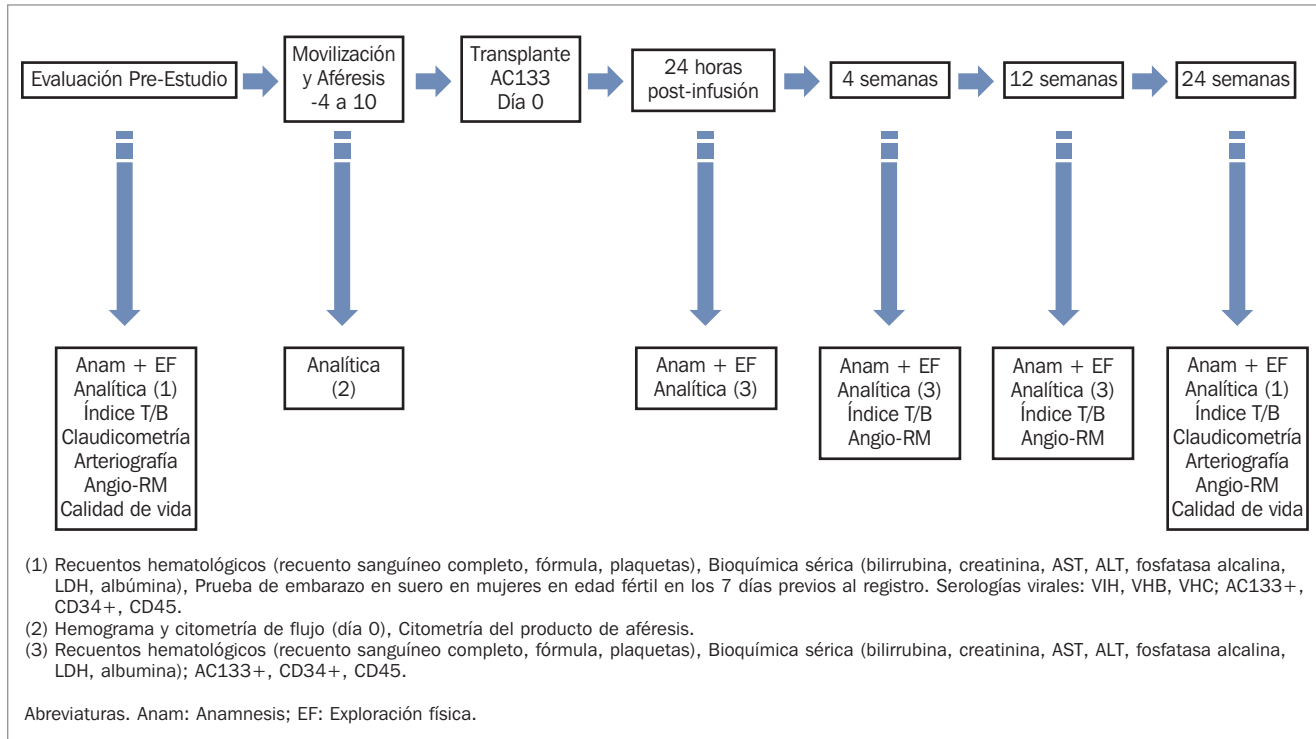 Evaluación Pre-Estudio
Movilización
y Aféresis
-4 a 10
Transplante
AC133
Día 0
24 horas
post-infusión
4 semanas
12 semanas
24 semanas
Anam + EF
Analítica (1)
Índice T/B
Claudicometría
Arteriografía
Angio-RM
Calidad de vida
Analítica
(2)
Anam + EF
Analítica (3)
Anam + EF
Analítica (3)
Índice T/B
Angio-RM
Anam + EF
Analítica (3)
Índice T/B
Angio-RM
Anam + EF
Analítica (1)
Índice T/B
Claudicometría
Arteriografía
Angio-RM
Calidad de vida
(1) Recuentos hematológicos (recuento sanguíneo completo, fórmula, plaquetas), Bioquímica sérica (bilirrubina, creatinina, AST, ALT, fosfatasa alcalina,
LDH, albúmina), Prueba de embarazo en suero en mujeres en edad fértil en los 7 días previos al registro. Serologías virales: VIH, VHB, VHC; AC133+,
CD34+, CD45.
(2) Hemograma y citometría de flujo (día 0), Citometría del producto de aféresis.
(3) Recuentos hematológicos (recuento sanguíneo completo, fórmula, plaquetas), Bioquímica sérica (bilirrubina, creatinina, AST, ALT, fosfatasa alcalina,
LDH, albumina); AC133+, CD34+, CD45.
Abreviaturas. Anam: Anamnesis; EF: Exploración física.